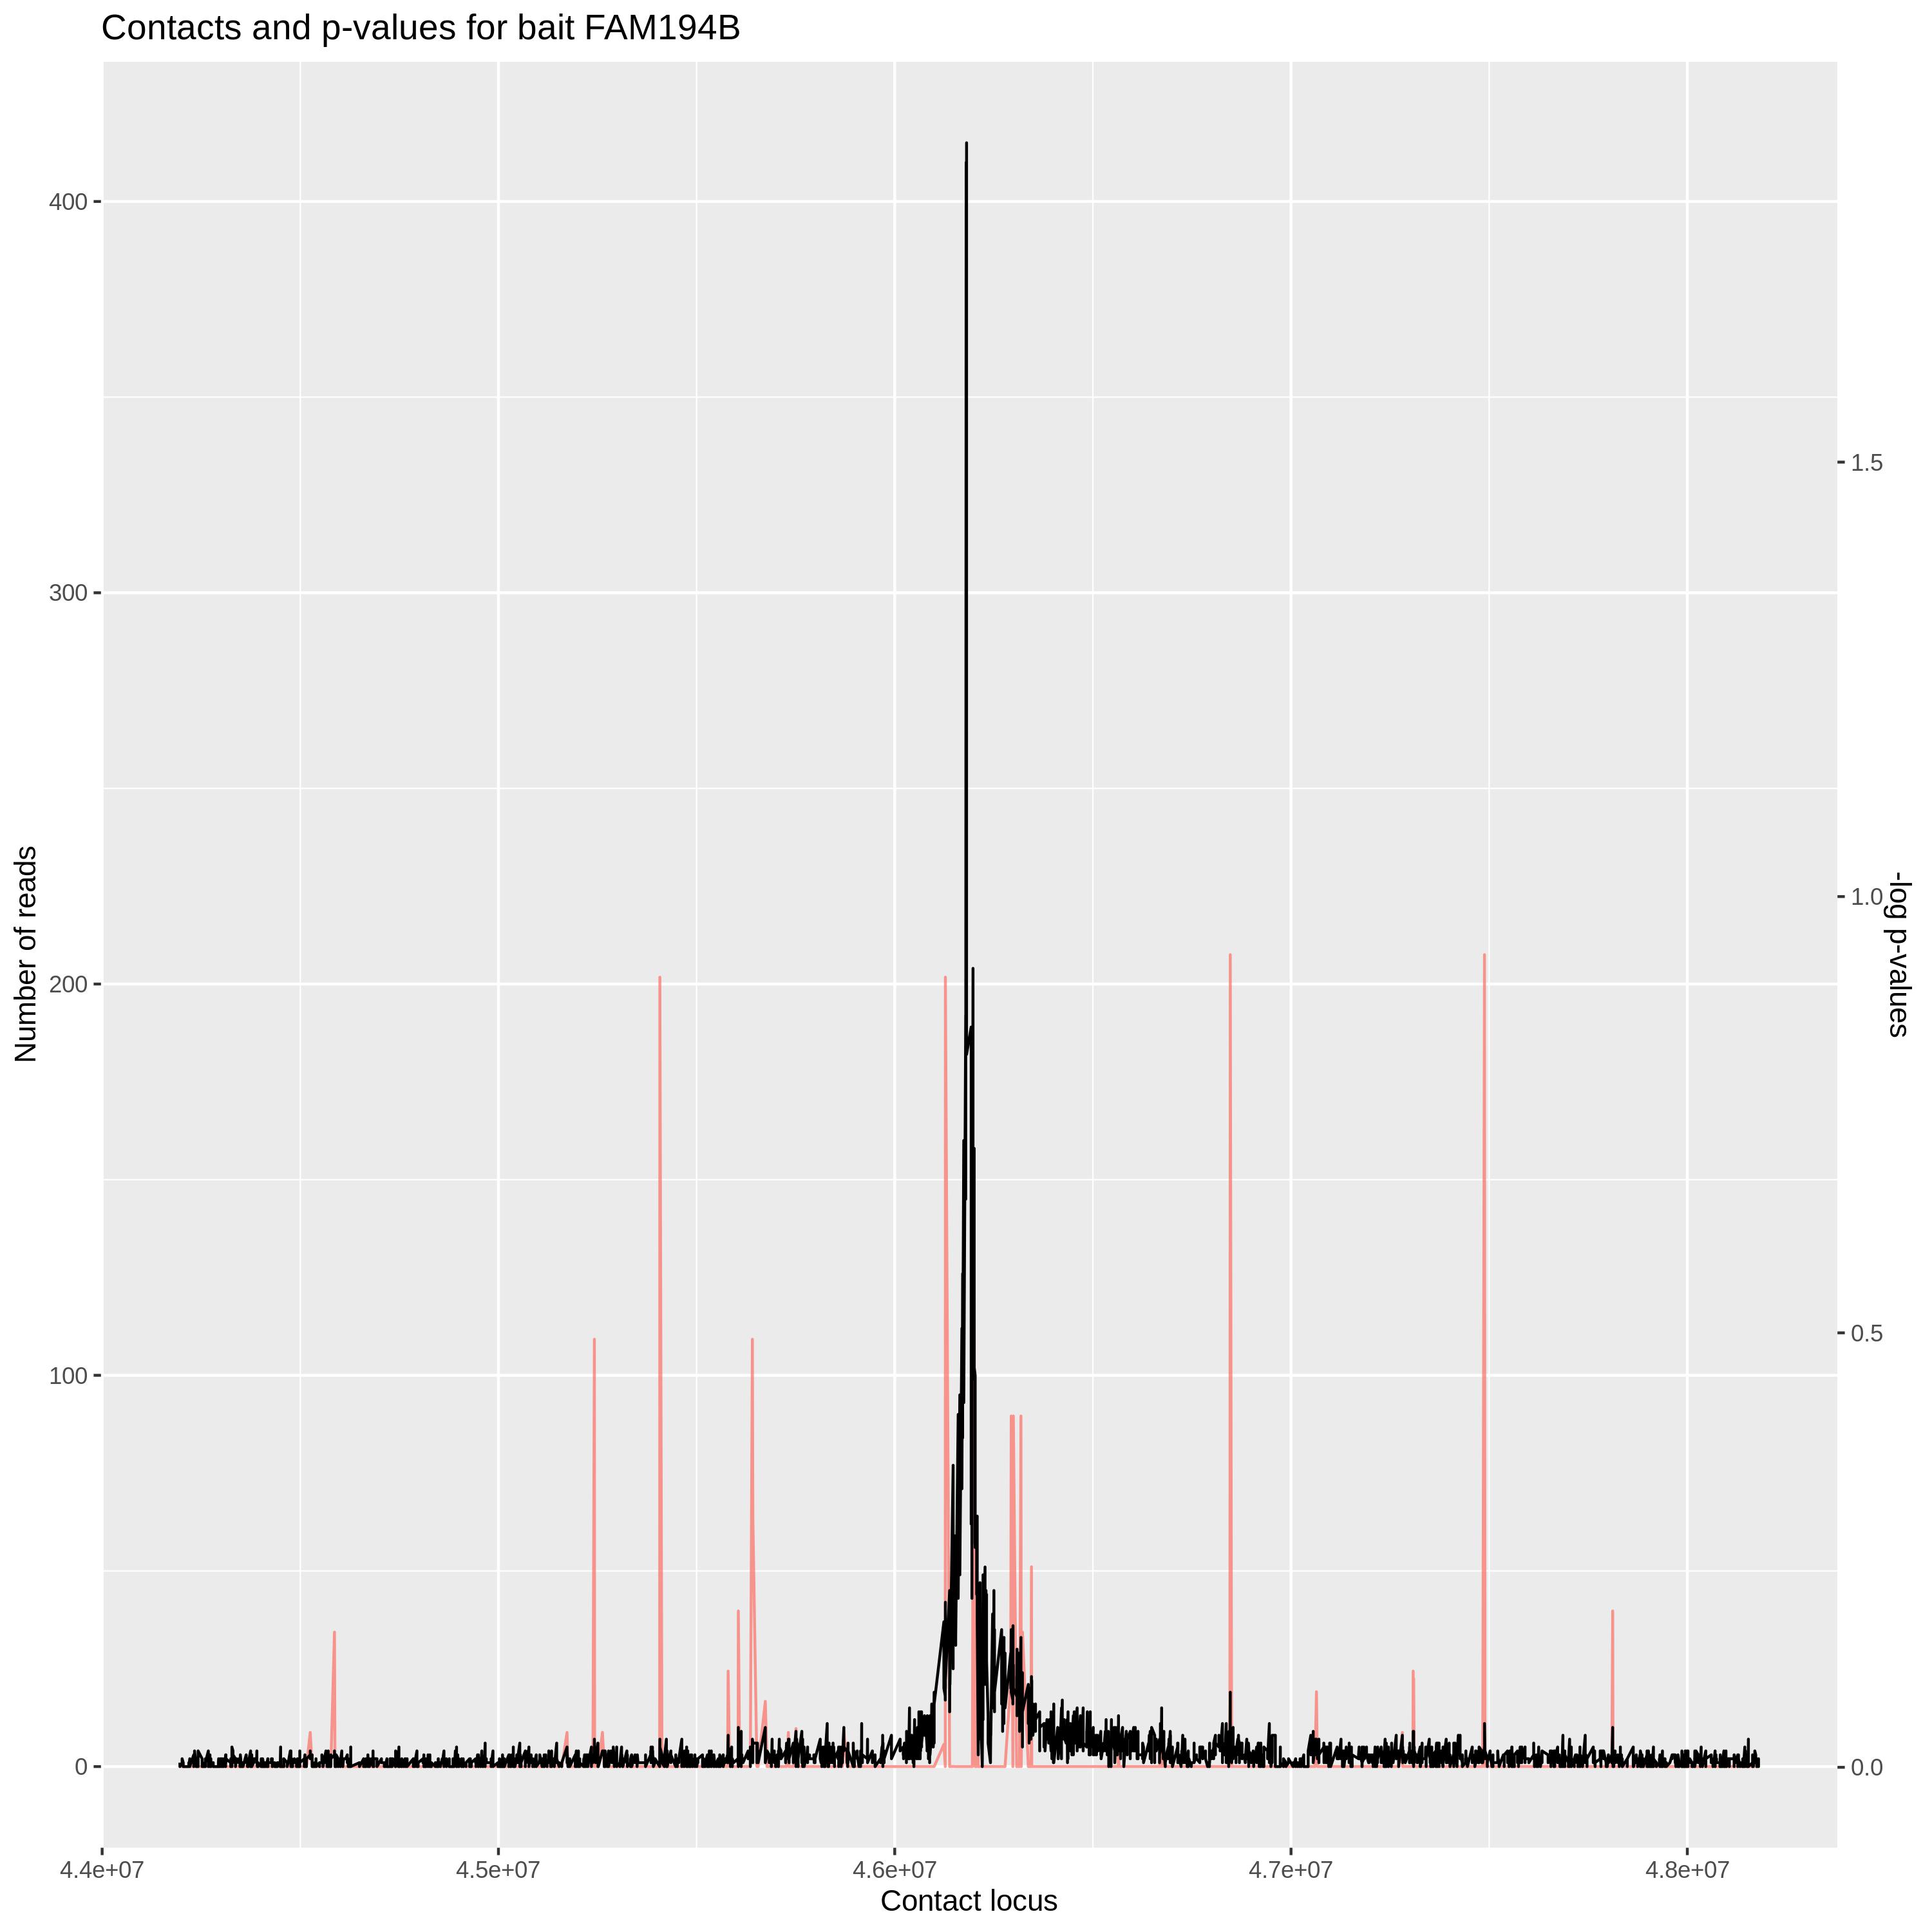 Contacts and p-values for bait FAM194B
Number of reads
400
300
200
100
0
1.5
1.0
0.5
0.0
-log p-values
4.4e+07
4.5e+07
4.6e+07
4.7e+07
4.8e+07
Contact locus